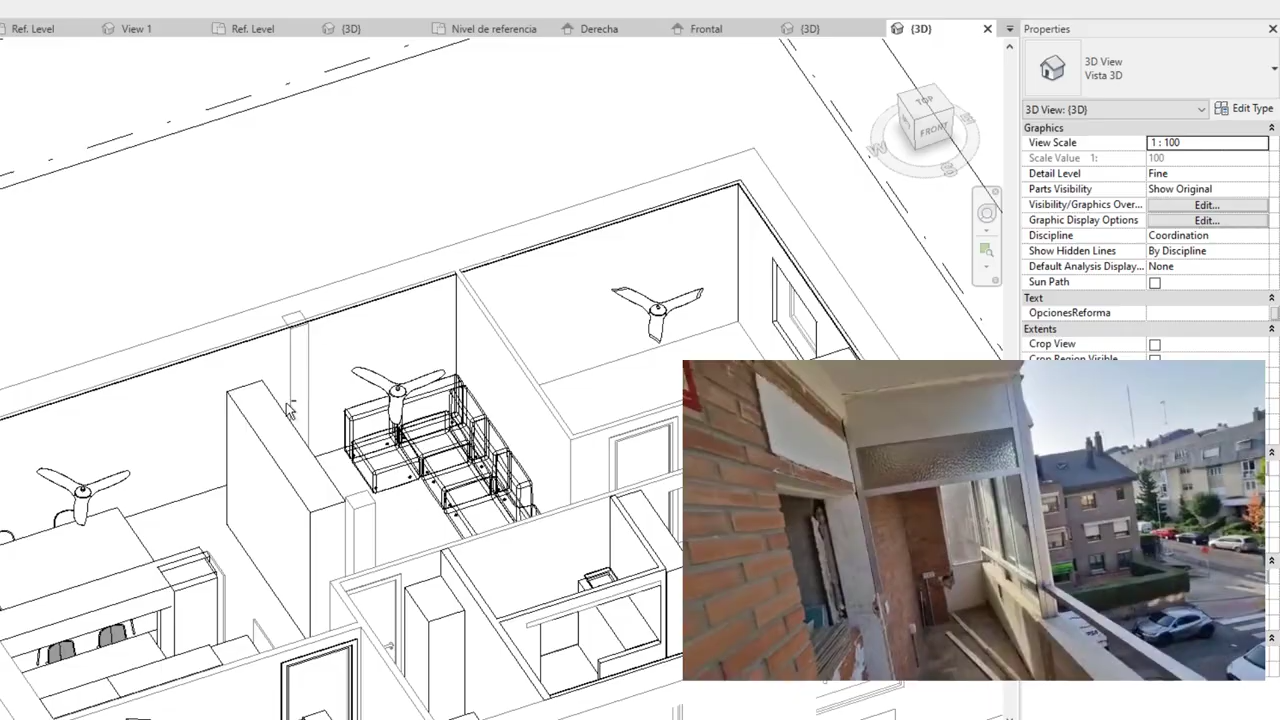 Ref. Level
View 1
Ref. Level
{3D}
Nivel de referencia
Derecha
Frontal
{3D}
{3D}
Properties
TOP
FRONT
W
E
S
3D View
Vista 3D
3D View: {3D}
Edit Type
Graphics
View Scale
1 : 100
Scale Value 1:
100
Detail Level
Fine
Parts Visibility
Show Original
Visibility/Graphics Over...
Edit...
Graphic Display Options
Edit...
Discipline
Coordination
Show Hidden Lines
By Discipline
Default Analysis Display...
None
Sun Path
Text
OpcionesReforma
Extents
Crop View
Crop Region Visible